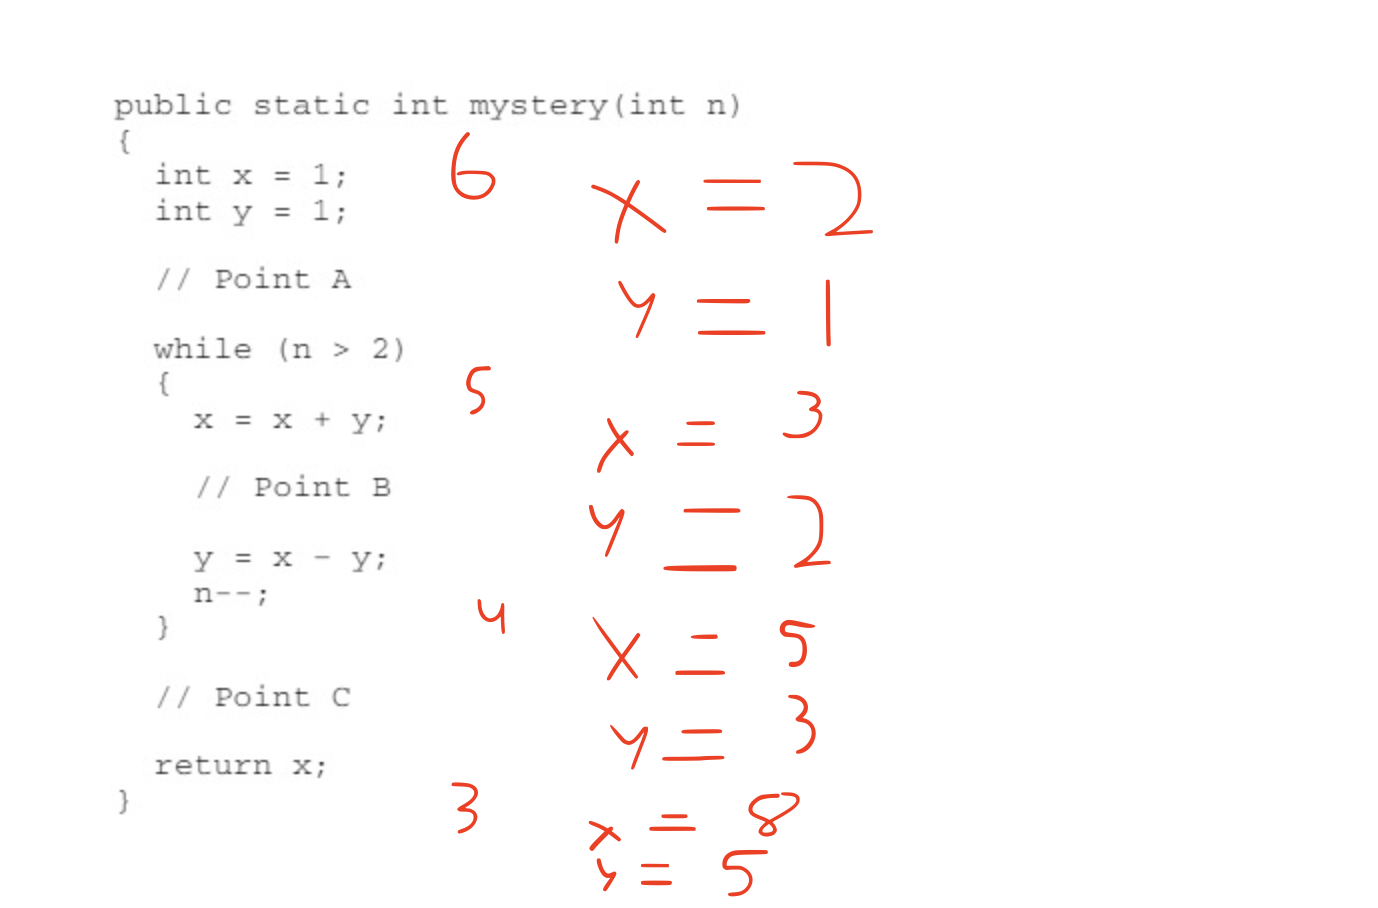 public static int mystery(int n)
{
int x = 1;
int y = 1;
// Point A
while (n > 2)
{
x = x + y;
// Point B
y = x - y;
n--;
}
// Point C
return x;
}
6
x = 2
y = 1
5
x = 3
y = 2
4
x = 5
y = 3
3
x = 8
y = 5